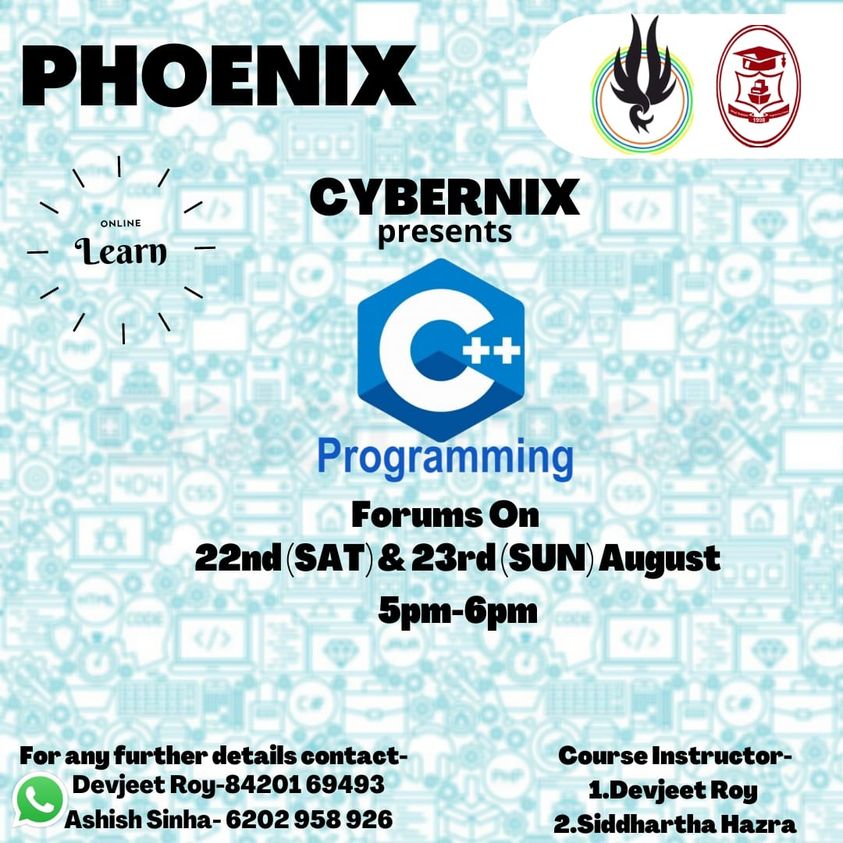 PHOENIX
1998
ONLINE
Learn
CYBERNIX
presents
C++
Programming
Forums On
22nd (SAT) & 23rd (SUN) August
5pm-6pm
For any further details contact-
Devjeet Roy-84201 69493
Ashish Sinha- 6202 958 926
Course Instructor-
1.Devjeet Roy
2.Siddhartha Hazra